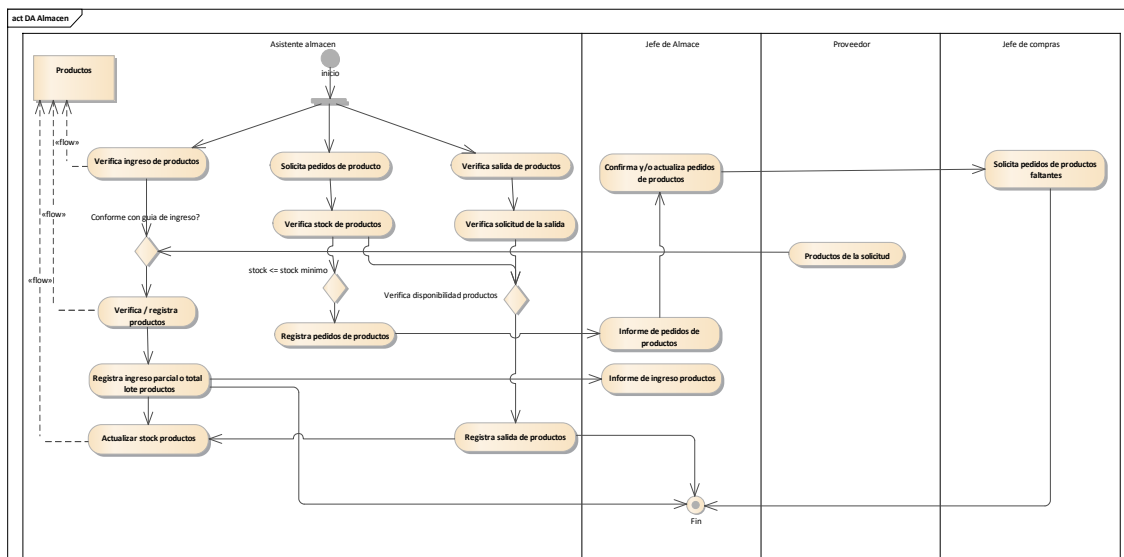 act DA Almacen
Asistente almacen
Jefe de Almace
Proveedor
Jefe de compras
inicio
Productos
«flow»
Verifica ingreso de productos
Solicita pedidos de producto
Verifica salida de productos
Confirma y/o actualiza pedidos
de productos
Solicita pedidos de productos
faltantes
«flow»
«flow»
Conforme con guia de ingreso?
Verifica stock de productos
Verifica solicitud de la salida
Productos de la solicitud
stock <= stock minimo
Verifica disponibilidad productos
Verifica / registra
productos
Registra pedidos de productos
Informe de pedidos de
productos
Registra ingreso parcial o total
lote productos
Informe de ingreso productos
Actualizar stock productos
Registra salida de productos
Fin